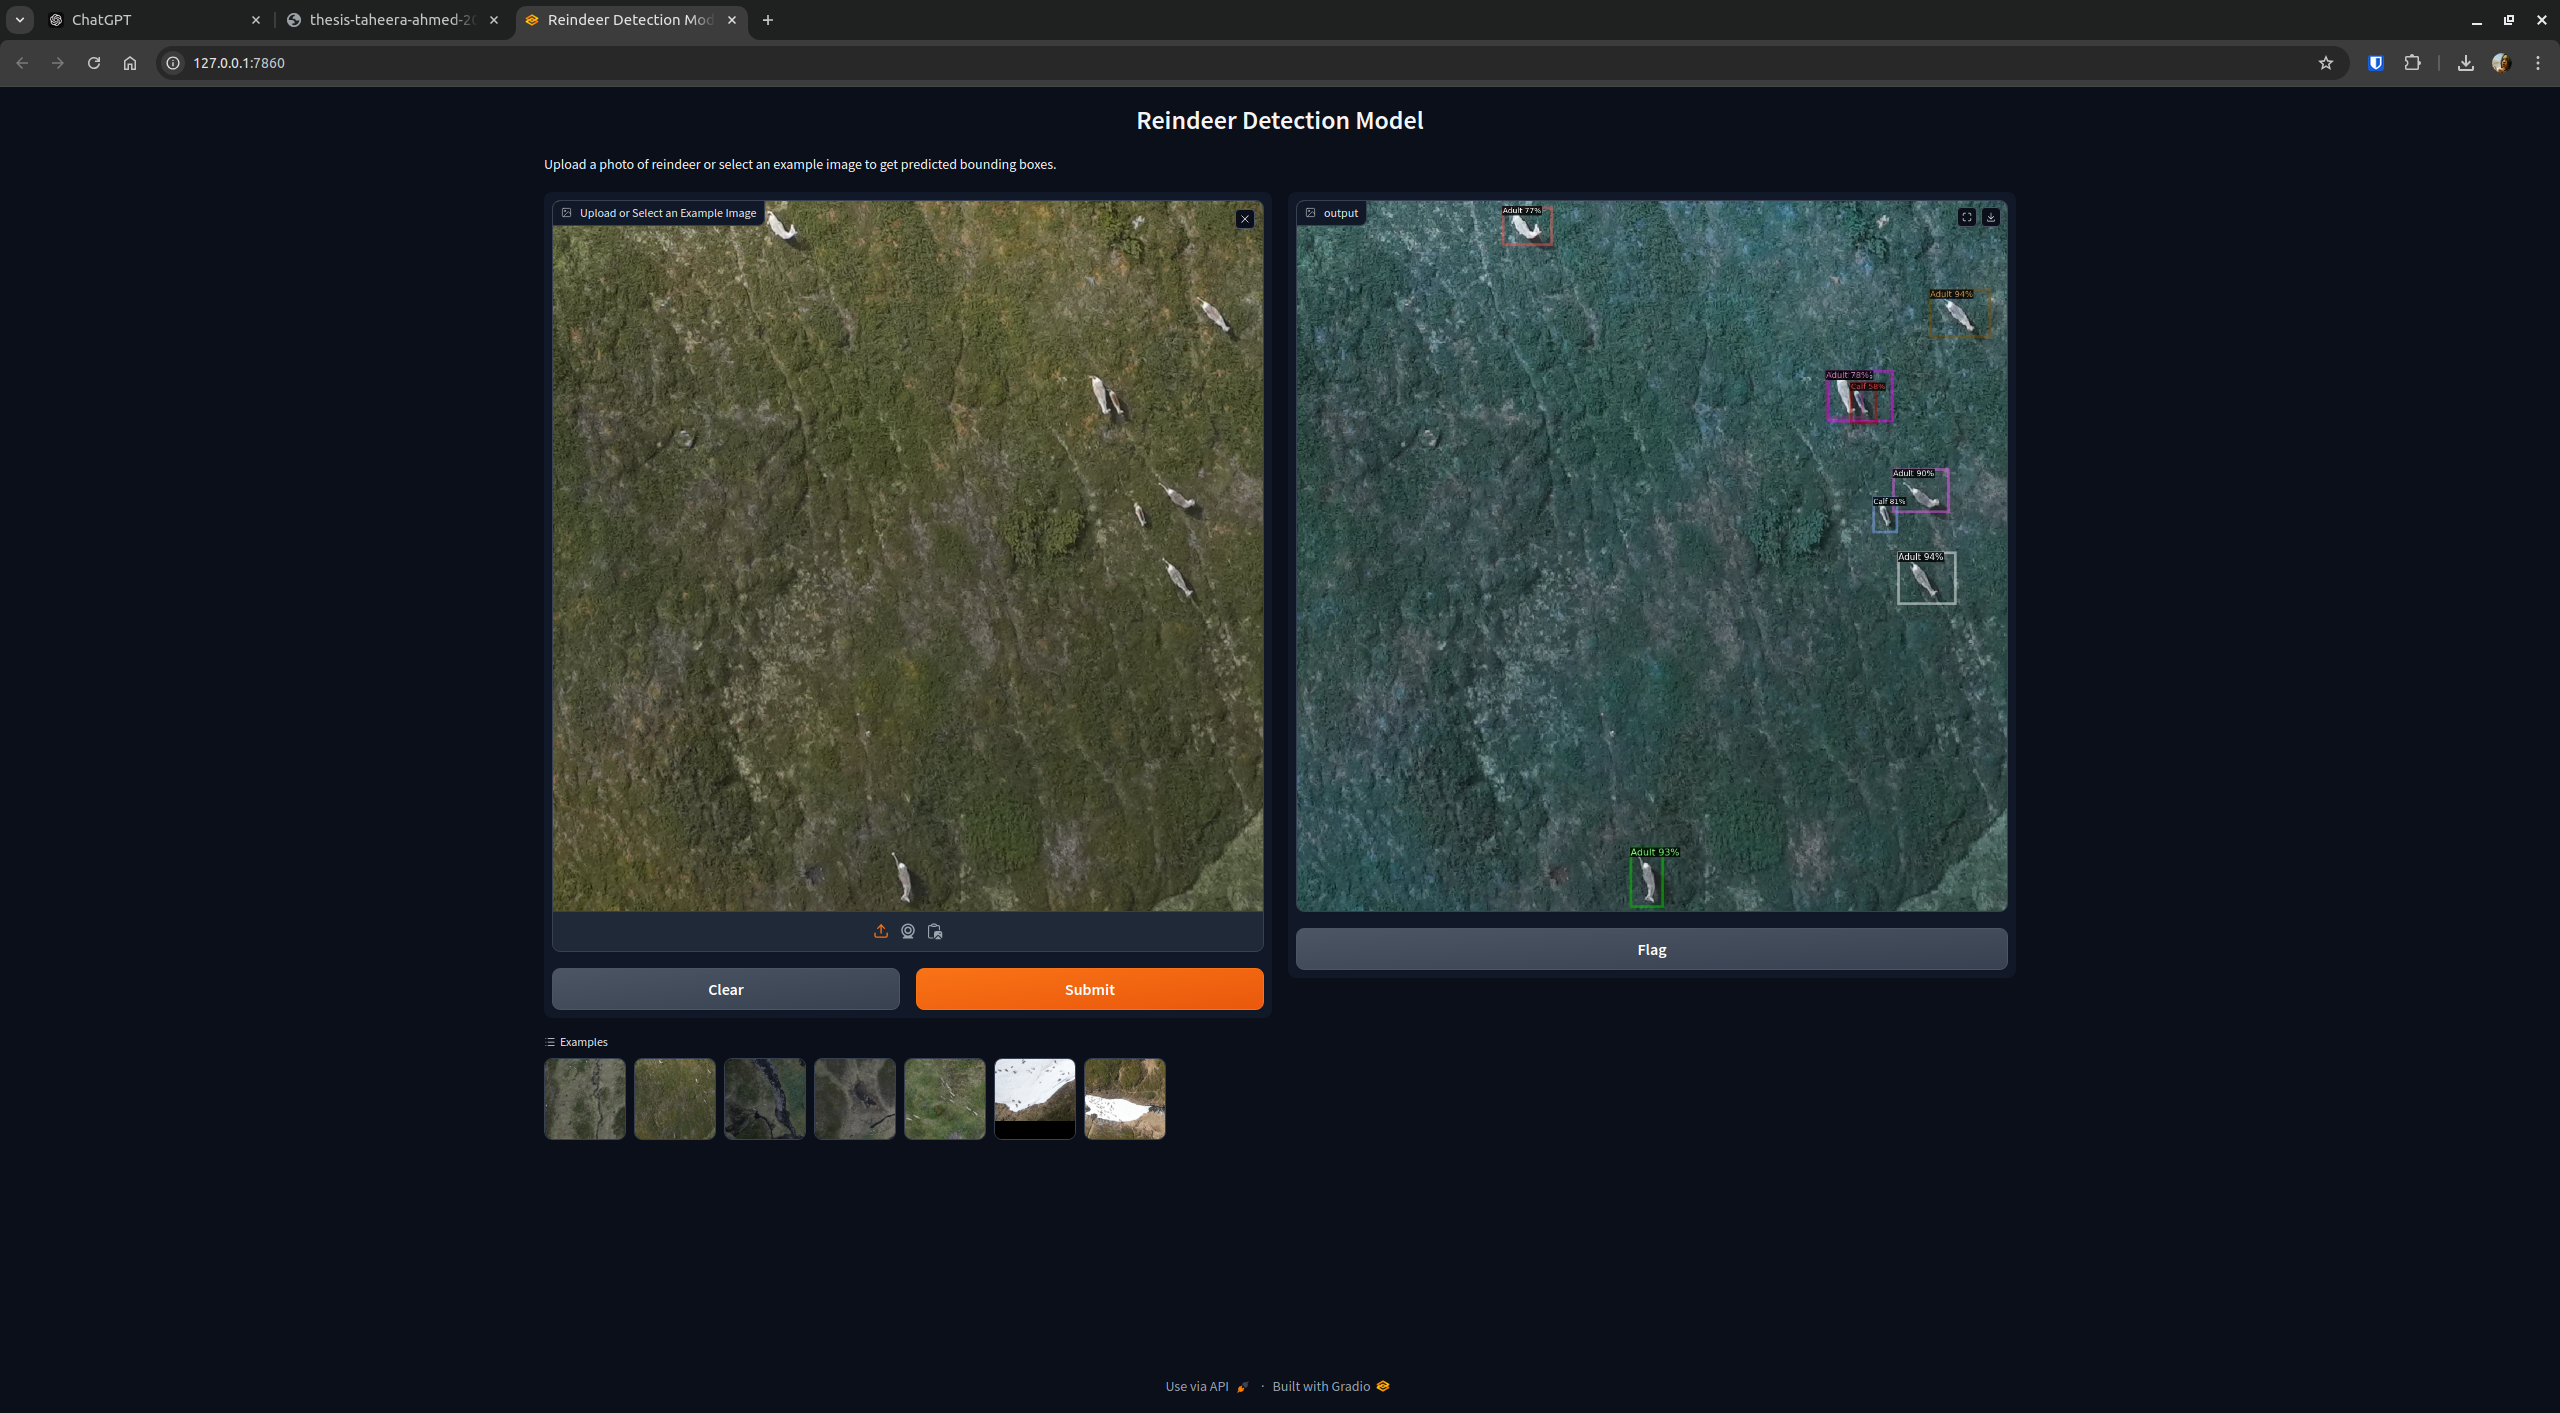 ChatGPT
thesis-taheera-ahmed-20
Reindeer Detection Mod
127.0.0.1:7860
Reindeer Detection Model
Upload a photo of reindeer or select an example image to get predicted bounding boxes.
Upload or Select an Example Image
output
Adult 77%
Adult 94%
Adult 78%
Calf 58%
Adult 90%
Calf 81%
Adult 94%
Adult 93%
Flag
Clear
Submit
Examples
Use via API
·
Built with Gradio